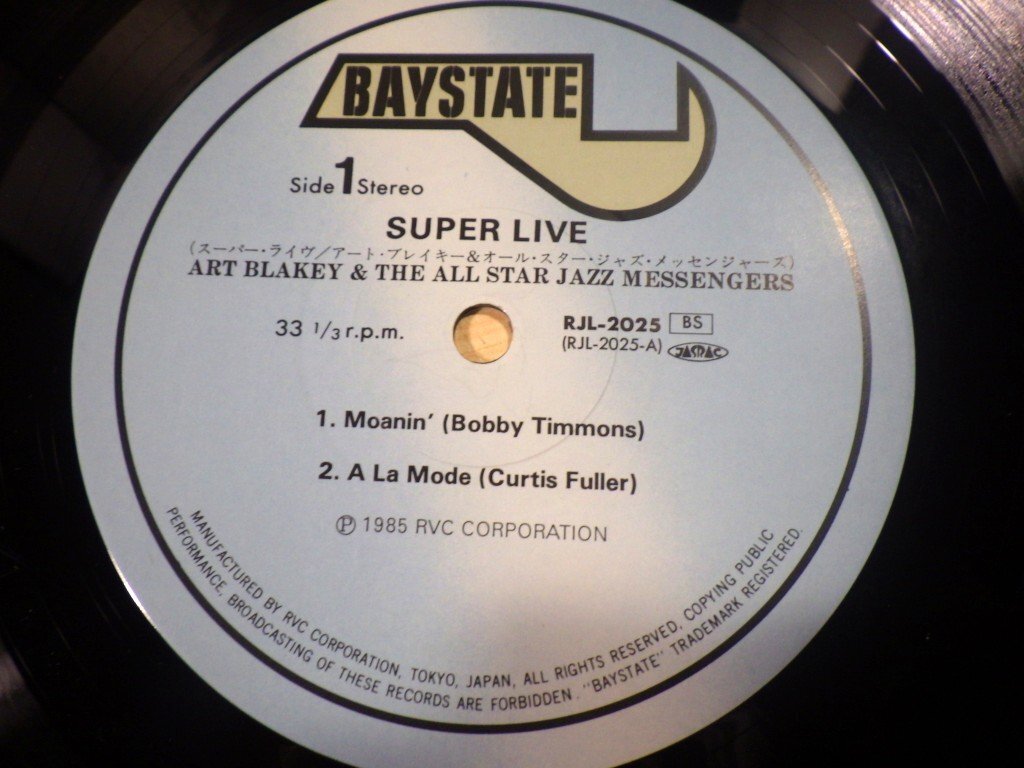 BAYSTATE
Side 1 Stereo
SUPER LIVE
(スーパー・ライヴ/アート・ブレイキー&オール・スター・ジャズ・メッセンジャーズ)
ART BLAKEY & THE ALL STAR JAZZ MESSENGERS
33 1/3 r.p.m.
RJL-2025 BS
(RJL-2025-A) JASRAC
1. Moanin' (Bobby Timmons)
2. A La Mode (Curtis Fuller)
Ⓟ 1985 RVC CORPORATION
MANUFACTURED BY RVC CORPORATION, TOKYO, JAPAN, ALL RIGHTS RESERVED, COPYING PUBLIC
PERFORMANCE, BROADCASTING OF THESE RECORDS ARE FORBIDDEN. "BAYSTATE" TRADEMARK REGISTERED.